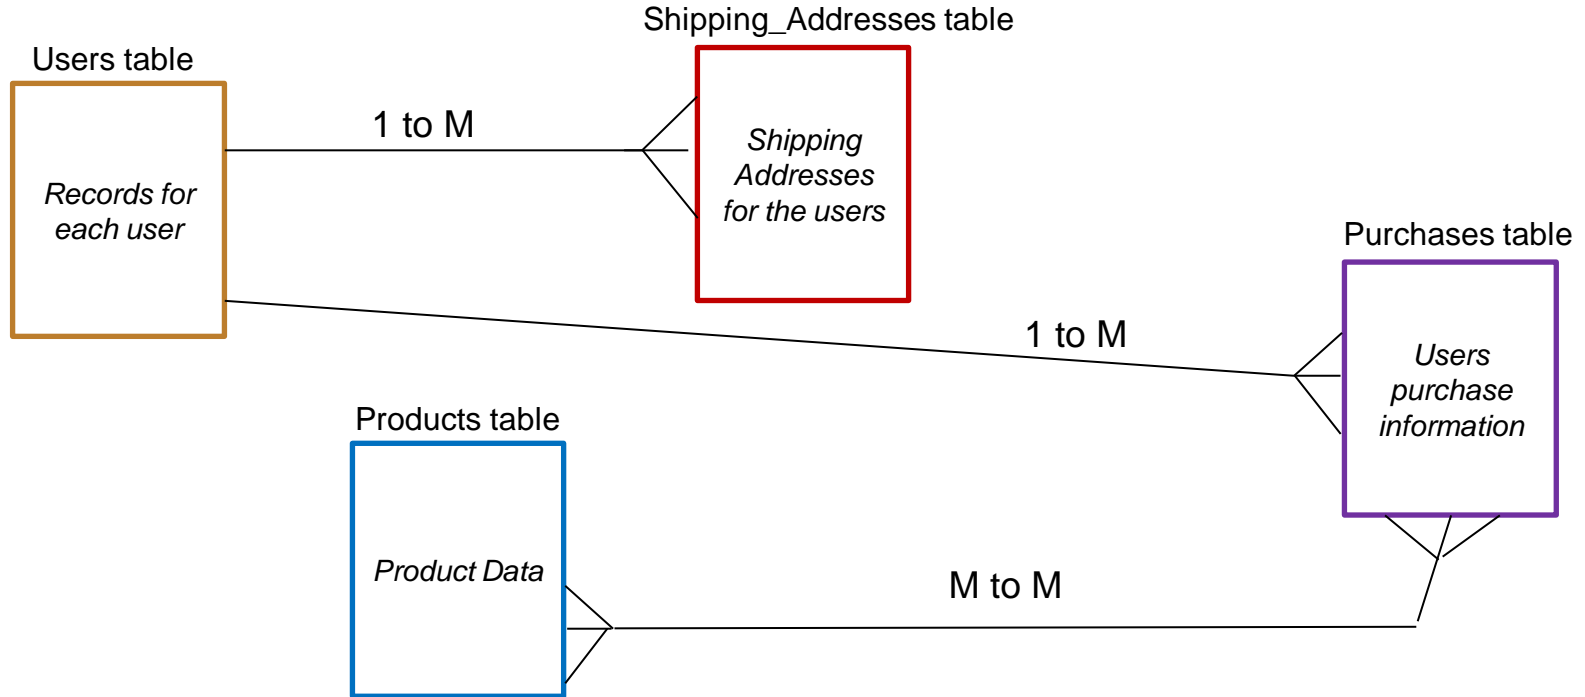 Shipping_Addresses table
Users table
1 to M
Records for
each user
Shipping
Addresses
for the users
Purchases table
1 to M
Users
purchase
information
Products table
Product Data
M to M